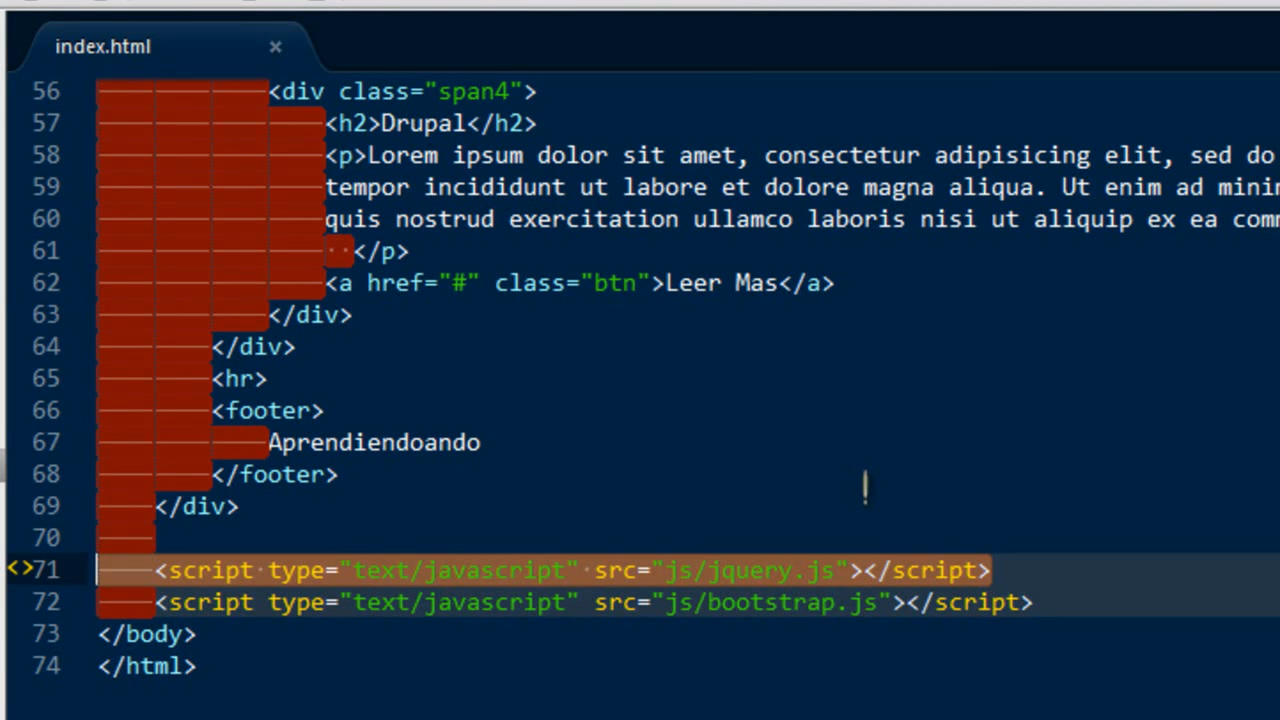 index.html ×
56 <div class="span4">
57 <h2>Drupal</h2>
58 <p>Lorem ipsum dolor sit amet, consectetur adipisicing elit, sed do
59 tempor incididunt ut labore et dolore magna aliqua. Ut enim ad
60 quis nostrud exercitation ullamco laboris nisi ut aliquip ex ea
61 </p>
62 <a href="#" class="btn">Leer Mas</a>
63 </div>
64 </div>
65 <hr>
66 <footer>
67 Aprendiendoando
68 </footer>
69 </div>
70
<>71 <script type="text/javascript" src="js/jquery.js"></script>
72 <script type="text/javascript" src="js/bootstrap.js"></script>
73 </body>
74 </html>